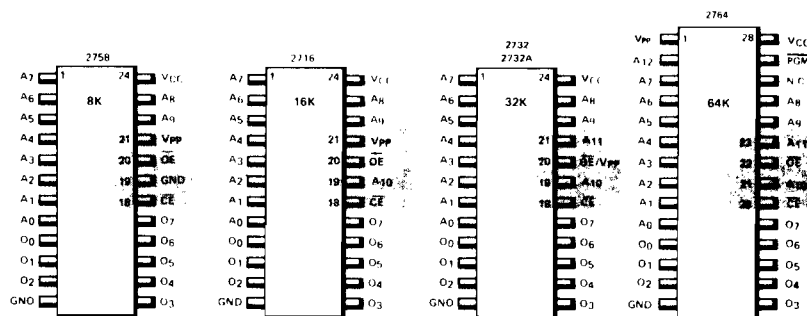 2758
1 24
8K
A7 VCC
A6 A8
A5 A9
A4 21 Vpp
A3 20 OE
A2 19 GND
A1 18 CE
A0 O7
O0 O6
O1 O5
O2 O4
GND O3
2716
1 24
16K
A7 VCC
A6 A8
A5 A9
A4 21 Vpp
A3 20 OE
A2 19 A10
A1 18 CE
A0 O7
O0 O6
O1 O5
O2 O4
GND O3
2732
2732A
1 24
32K
A7 VCC
A6 A8
A5 A9
A4 21 A11
A3 20 OE/Vpp
A2 19 A10
A1 18 CE
A0 O7
O0 O6
O1 O5
O2 O4
GND O3
2764
64K
Vpp 1 28 VCC
A12 PGM
A7 N.C.
A6 A8
A5 A9
A4 23 A11
A3 22 OE
A2 21 A10
A1 20 CE
A0 O7
O0 O6
O1 O5
O2 O4
GND O3